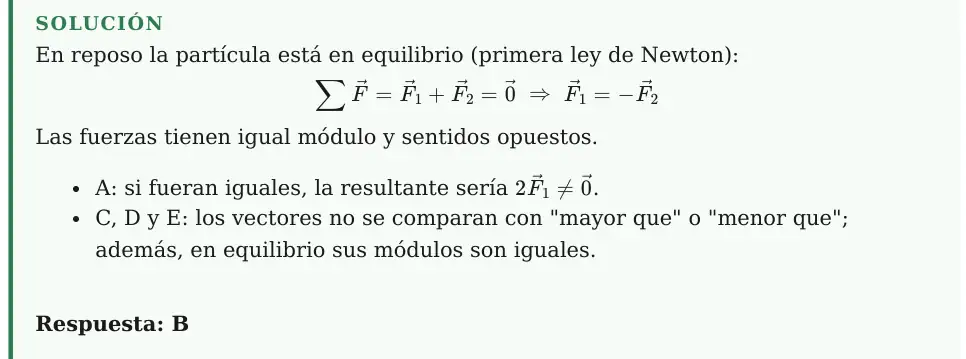 SOLUCIÓN
En reposo la partícula está en equilibrio (primera ley de Newton):
∑ F⃗ = F⃗₁ + F⃗₂ = 0⃗ ⇒ F⃗₁ = −F⃗₂
Las fuerzas tienen igual módulo y sentidos opuestos.
• A: si fueran iguales, la resultante sería 2F⃗₁ ≠ 0⃗.
• C, D y E: los vectores no se comparan con "mayor que" o "menor que";
además, en equilibrio sus módulos son iguales.
Respuesta: B